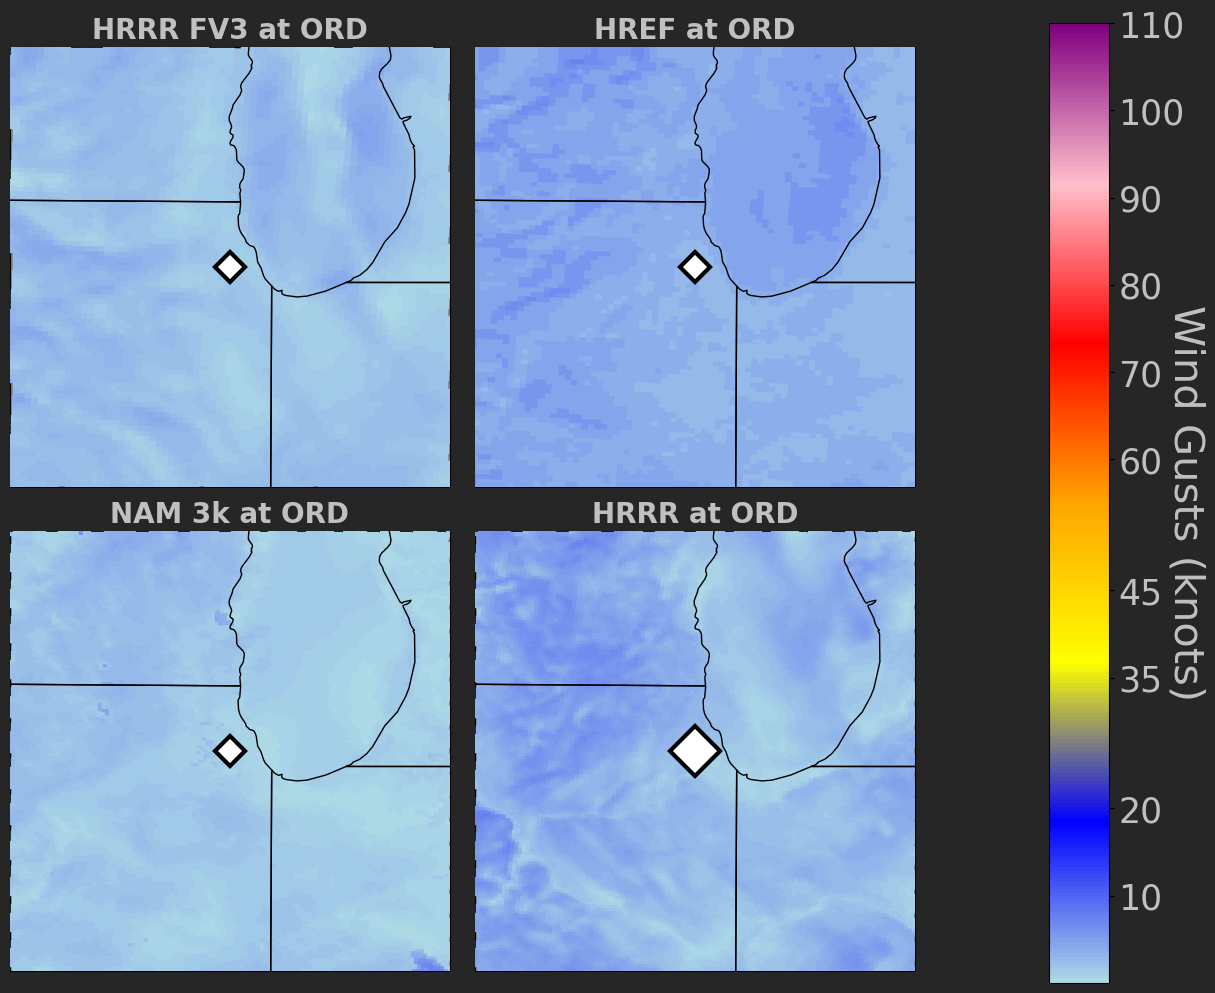 HRRR FV3 at ORD
HREF at ORD
NAM 3k at ORD
HRRR at ORD
110
100
90
80
70
60
45
35
20
10
Wind Gusts (knots)